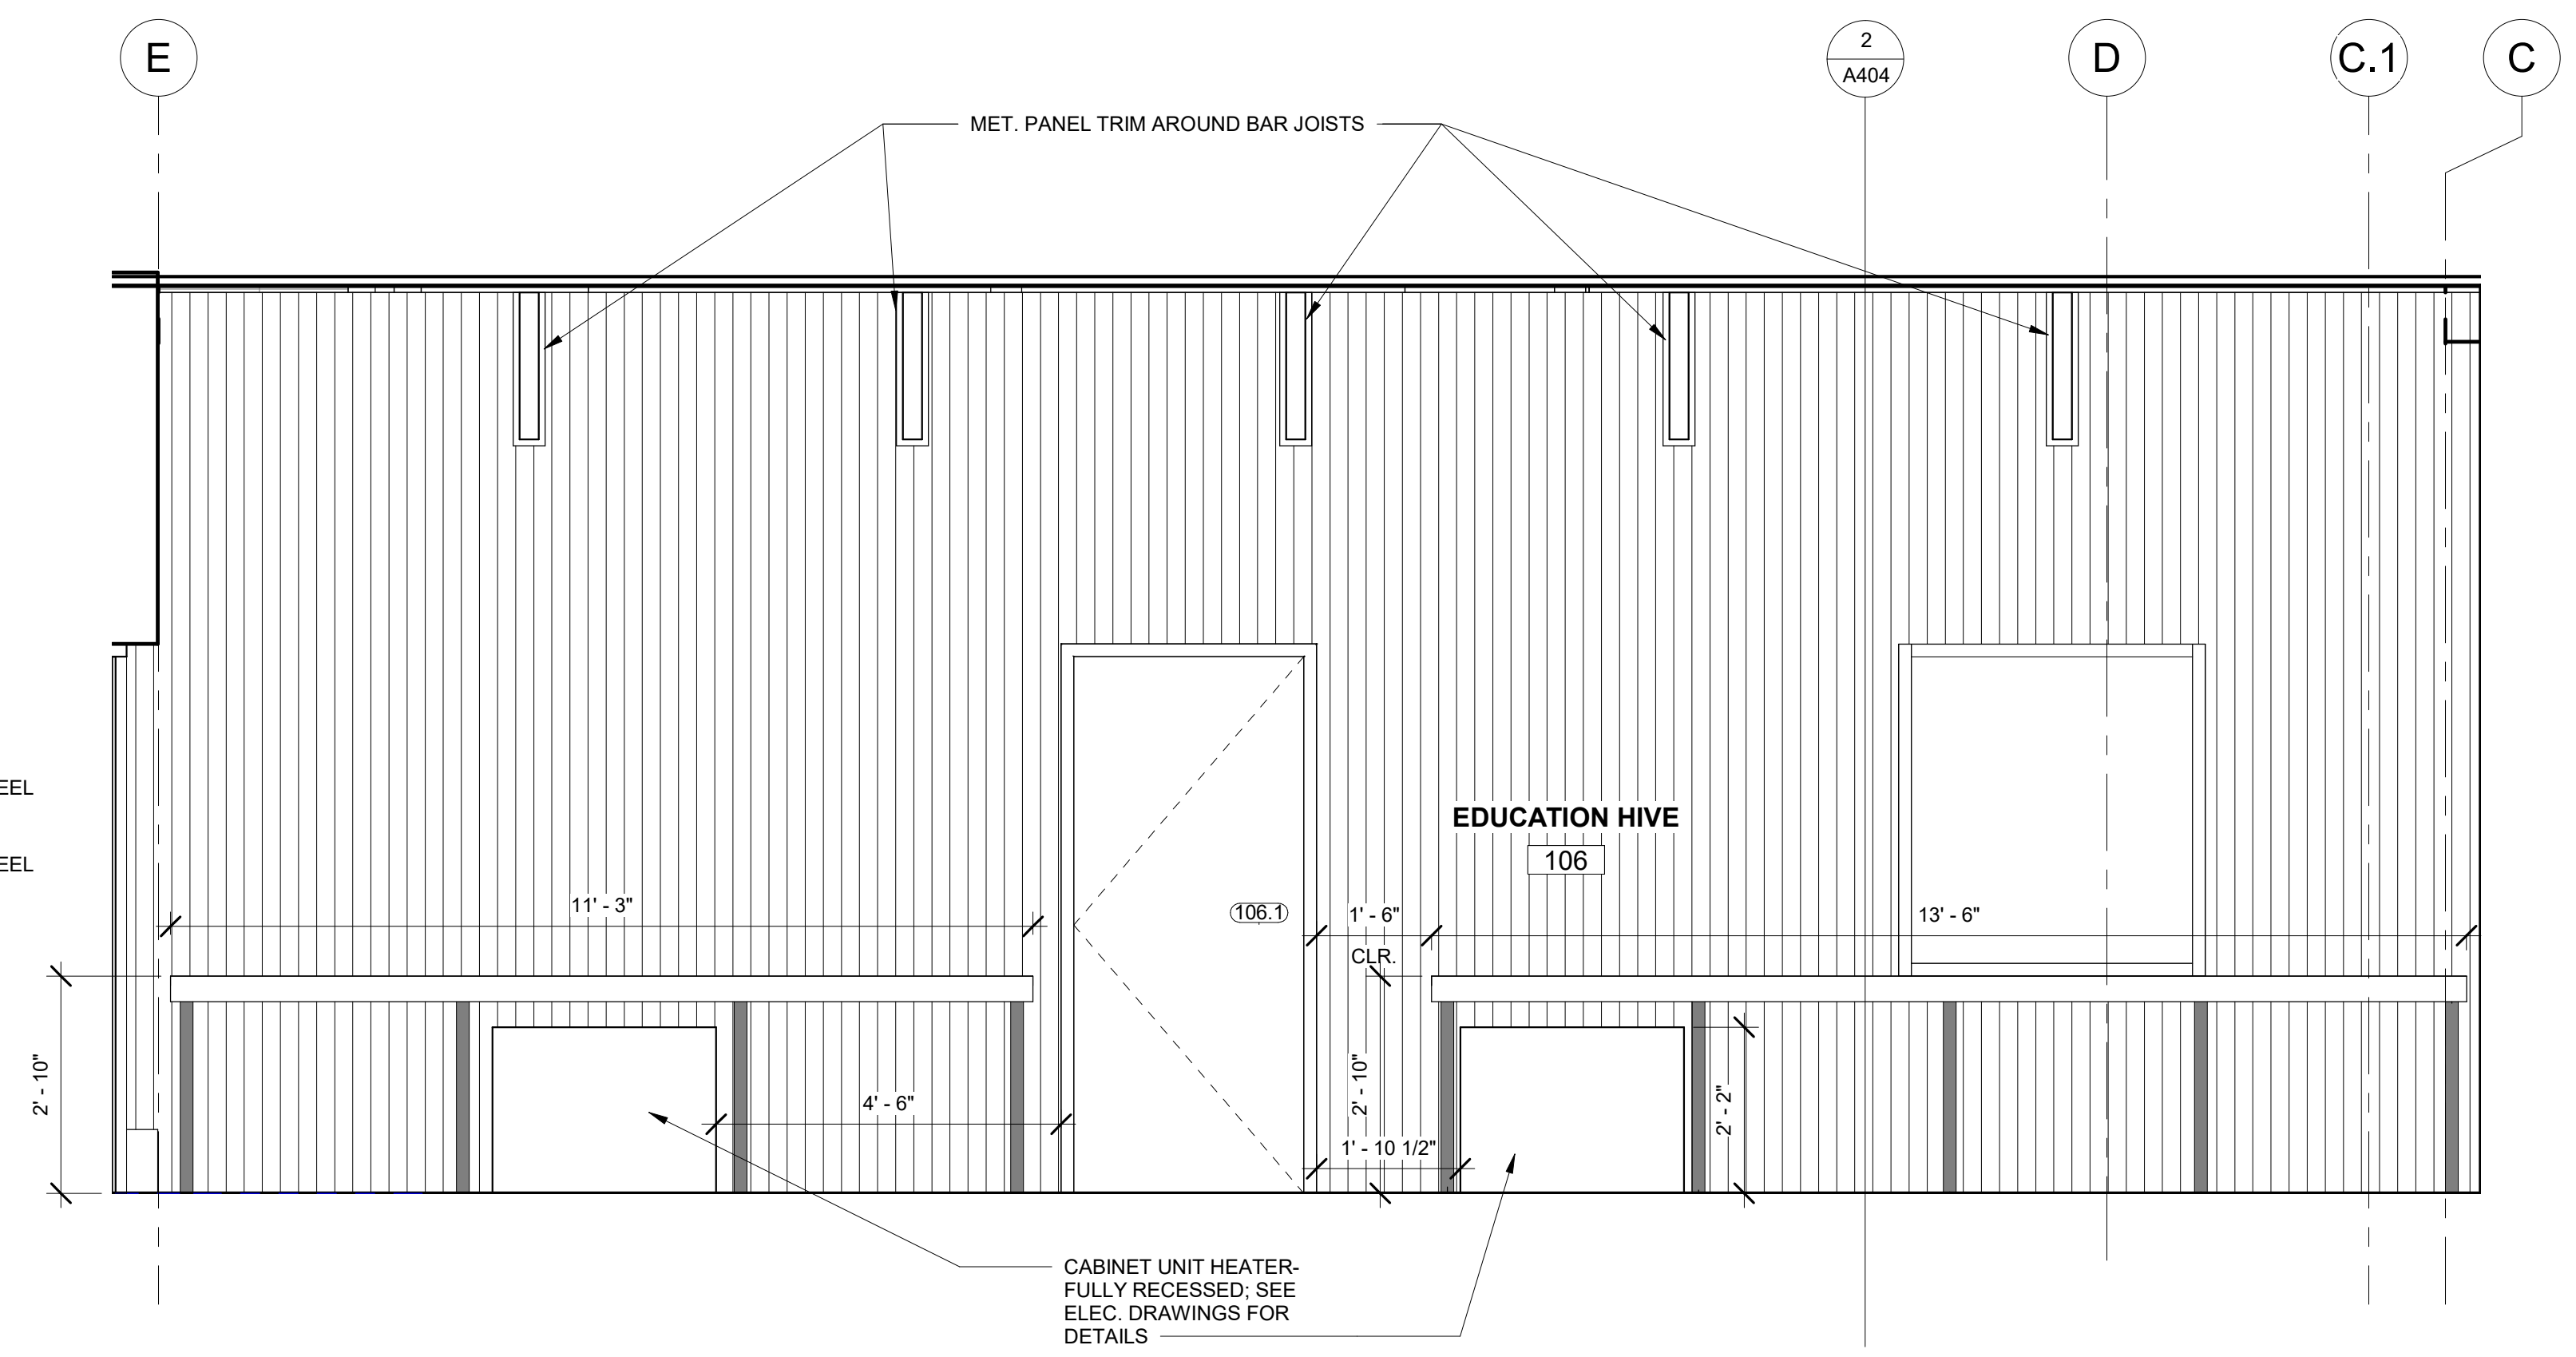 E
2
A404
D
C.1
C
MET. PANEL TRIM AROUND BAR JOISTS
EEL
EEL
EDUCATION HIVE
106
11' - 3"
106.1
1' - 6"
CLR.
13' - 6"
2' - 10"
4' - 6"
2' - 10"
1' - 10 1/2"
2' - 2"
CABINET UNIT HEATER-
FULLY RECESSED; SEE
ELEC. DRAWINGS FOR
DETAILS